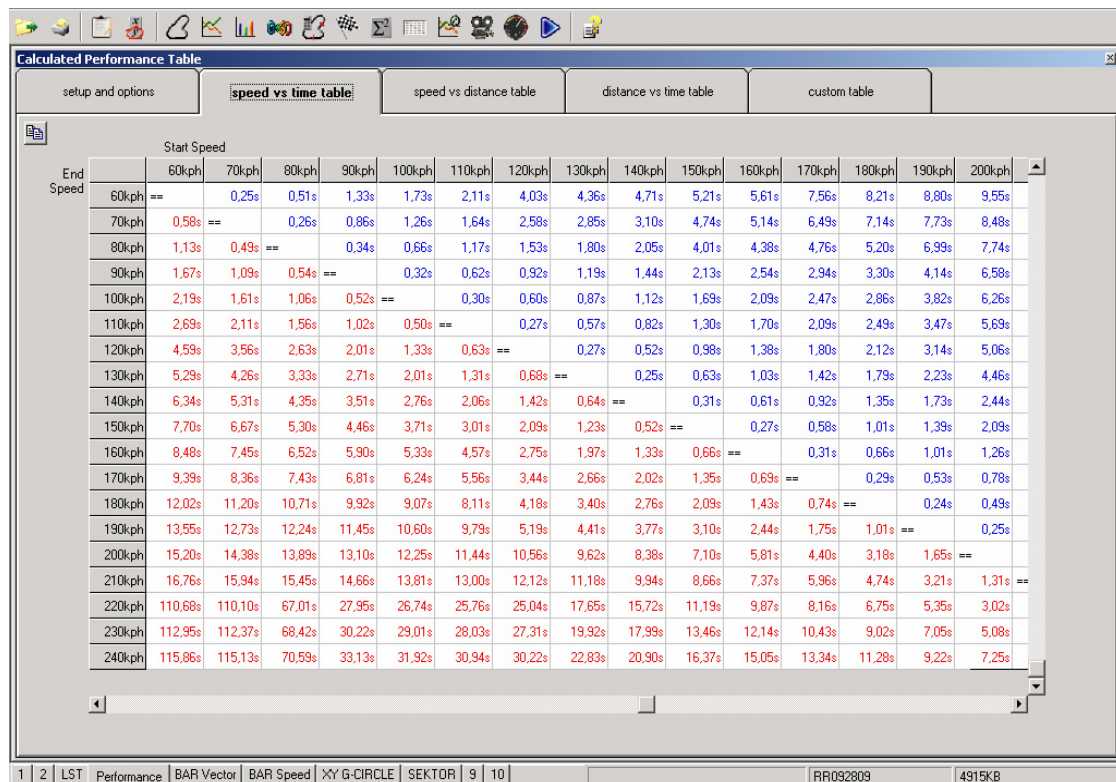 Calculated Performance Table
setup and options speed vs time table speed vs distance table distance vs time table custom table
Start Speed
End Speed
60kph 70kph 80kph 90kph 100kph 110kph 120kph 130kph 140kph 150kph 160kph 170kph 180kph 190kph 200kph
60kph == 0,25s 0,51s 1,33s 1,73s 2,11s 4,03s 4,36s 4,71s 5,21s 5,61s 7,56s 8,21s 8,80s 9,55s
70kph 0,58s == 0,26s 0,86s 1,26s 1,64s 2,58s 2,85s 3,10s 4,74s 5,14s 6,49s 7,14s 7,73s 8,48s
80kph 1,13s 0,49s == 0,34s 0,66s 1,17s 1,53s 1,80s 2,05s 4,01s 4,38s 4,76s 5,20s 6,99s 7,74s
90kph 1,67s 1,09s 0,54s == 0,32s 0,62s 0,92s 1,19s 1,44s 2,13s 2,54s 2,94s 3,30s 4,14s 6,58s
100kph 2,19s 1,61s 1,06s 0,52s == 0,30s 0,60s 0,87s 1,12s 1,69s 2,09s 2,47s 2,86s 3,82s 6,26s
110kph 2,69s 2,11s 1,56s 1,02s 0,50s == 0,27s 0,57s 0,82s 1,30s 1,70s 2,09s 2,49s 3,47s 5,69s
120kph 4,59s 3,56s 2,63s 2,01s 1,33s 0,63s == 0,27s 0,52s 0,98s 1,38s 1,80s 2,12s 3,14s 5,06s
130kph 5,29s 4,26s 3,33s 2,71s 2,01s 1,31s 0,68s == 0,25s 0,63s 1,03s 1,42s 1,79s 2,23s 4,46s
140kph 6,34s 5,31s 4,35s 3,51s 2,76s 2,06s 1,42s 0,64s == 0,31s 0,61s 0,92s 1,35s 1,73s 2,44s
150kph 7,70s 6,67s 5,30s 4,46s 3,71s 3,01s 2,09s 1,23s 0,52s == 0,27s 0,58s 1,01s 1,39s 2,09s
160kph 8,48s 7,45s 6,52s 5,90s 5,33s 4,57s 2,75s 1,97s 1,33s 0,66s == 0,31s 0,66s 1,01s 1,26s
170kph 9,39s 8,36s 7,43s 6,81s 6,24s 5,56s 3,44s 2,66s 2,02s 1,35s 0,69s == 0,29s 0,53s 0,78s
180kph 12,02s 11,20s 10,71s 9,92s 9,07s 8,11s 4,18s 3,40s 2,76s 2,09s 1,43s 0,74s == 0,24s 0,49s
190kph 13,55s 12,73s 12,24s 11,45s 10,60s 9,79s 5,19s 4,41s 3,77s 3,10s 2,44s 1,75s 1,01s == 0,25s
200kph 15,20s 14,38s 13,89s 13,10s 12,25s 11,44s 10,56s 9,62s 8,38s 7,10s 5,81s 4,40s 3,18s 1,65s ==
210kph 16,76s 15,94s 15,45s 14,66s 13,81s 13,00s 12,12s 11,18s 9,94s 8,66s 7,37s 5,96s 4,74s 3,21s 1,31s ==
220kph 110,68s 110,10s 67,01s 27,95s 26,74s 25,76s 25,04s 17,65s 15,72s 11,19s 9,87s 8,16s 6,75s 5,35s 3,02s
230kph 112,95s 112,37s 68,42s 30,22s 29,01s 28,03s 27,31s 19,92s 17,99s 13,46s 12,14s 10,43s 9,02s 7,05s 5,08s
240kph 115,86s 115,13s 70,59s 33,13s 31,92s 30,94s 30,22s 22,83s 20,90s 16,37s 15,05s 13,34s 11,28s 9,22s 7,25s
1 2 LST Performance BAR Vector BAR Speed XY G-CIRCLE SEKTOR 9 10 RR092809 4915KB